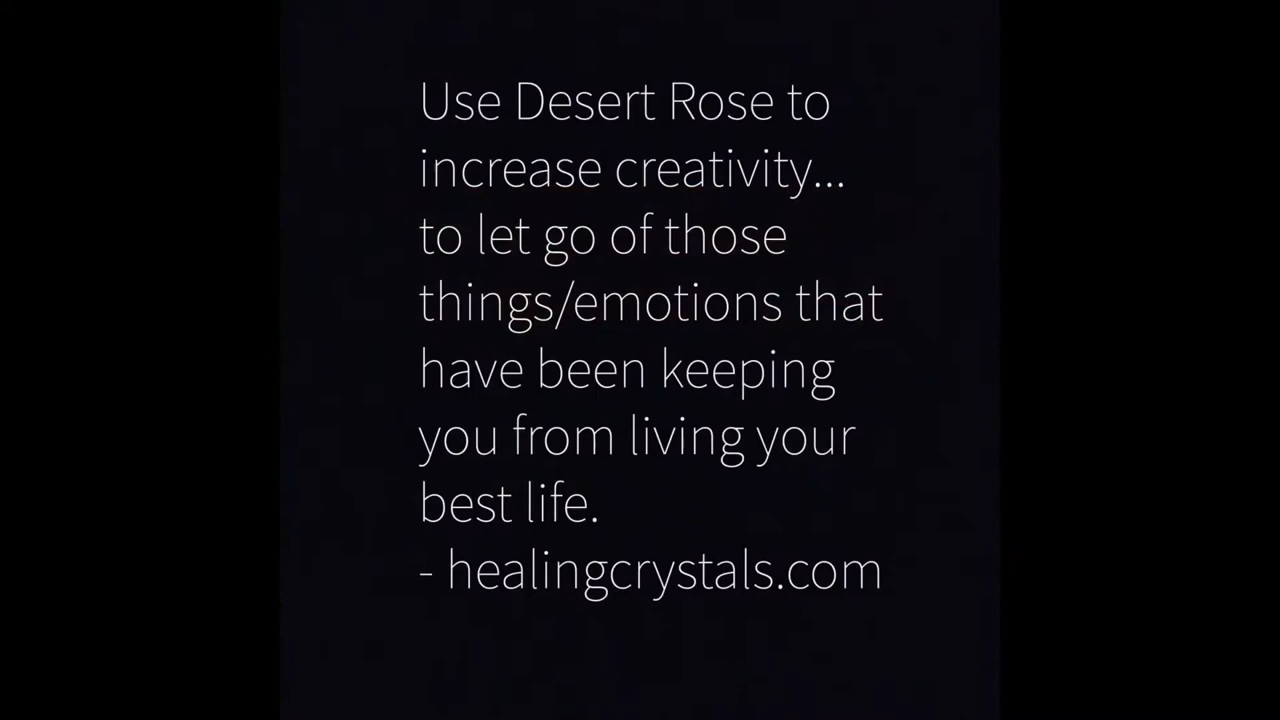 Use Desert Rose to
increase creativity...
to let go of those
things/emotions that
have been keeping
you from living your
best life.
- healingcrystals.com